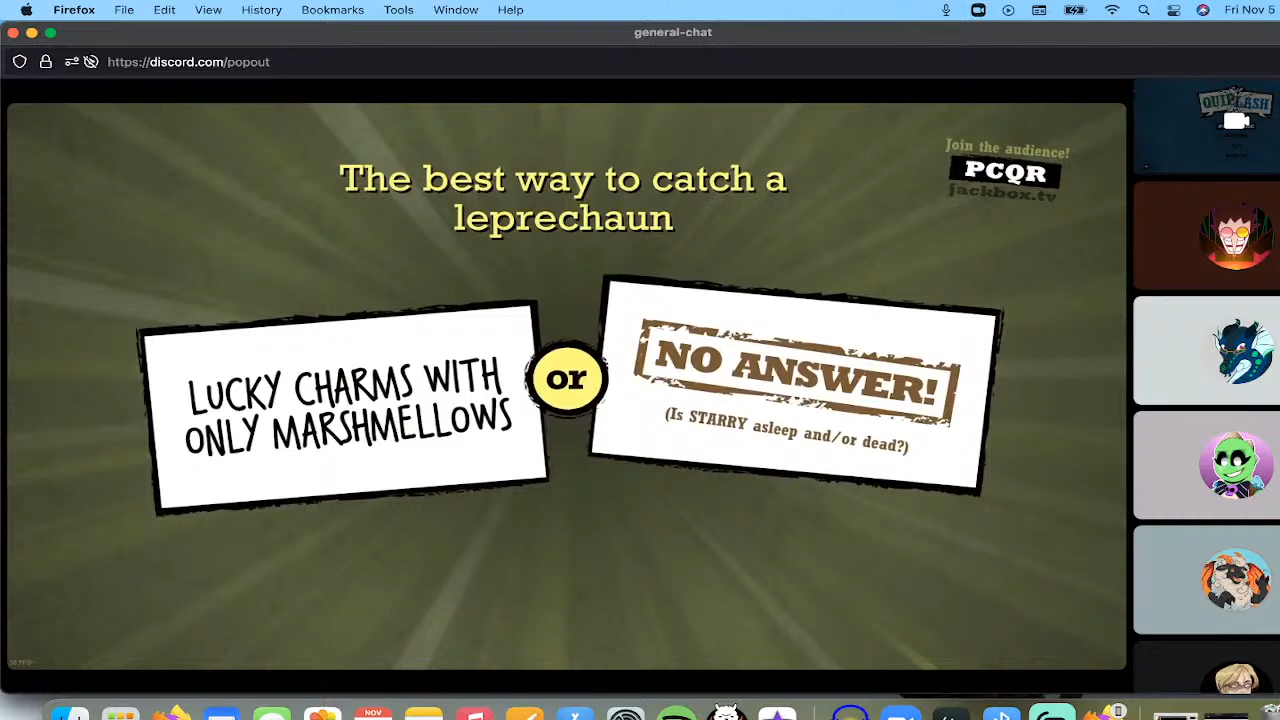 Firefox File Edit View History Bookmarks Tools Window Help Fri Nov 5
general-chat
https://discord.com/popout
QUIPLASH
Join the audience!
PCQR
jackbox.tv
The best way to catch a
leprechaun
LUCKY CHARMS WITH
ONLY MARSHMELLOWS
or
NO ANSWER!
(Is STARRY asleep and/or dead?)
NOV